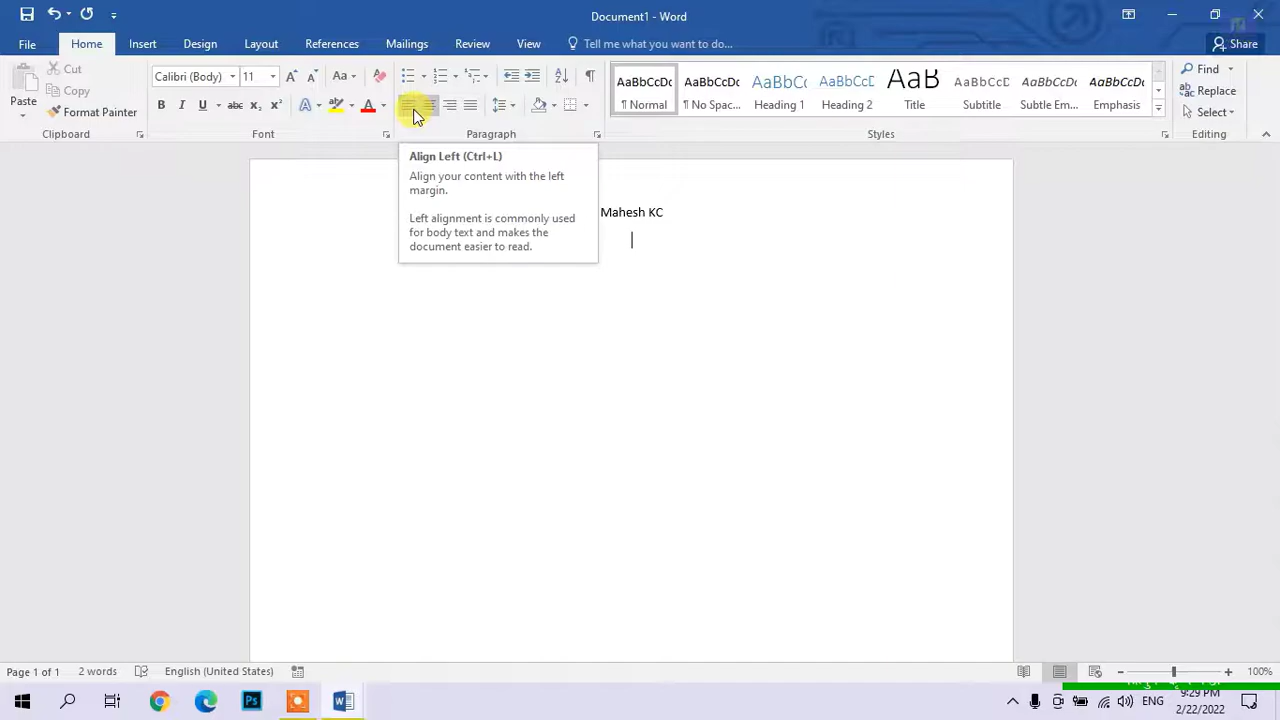 Document1 - Word
File
Home
Insert
Design
Layout
References
Mailings
Review
View
Tell me what you want to do...
Share
Paste
Cut
Copy
Format Painter
Clipboard
Calibri (Body)
11
Font
Paragraph
AaBbCcDc
¶ Normal
AaBbCcDc
¶ No Spac...
AaBbCc
Heading 1
AaBbCcD
Heading 2
AaB
Title
AaBbCcD
Subtitle
AaBbCcDc
Subtle Em...
AaBbCcDc
Emphasis
Styles
Find
Replace
Select
Editing
Align Left (Ctrl+L)
Align your content with the left
margin.
Left alignment is commonly used
for body text and makes the
document easier to read.
Mahesh KC
Page 1 of 1
2 words
English (United States)
100%
ENG
9:29 PM
2/22/2022